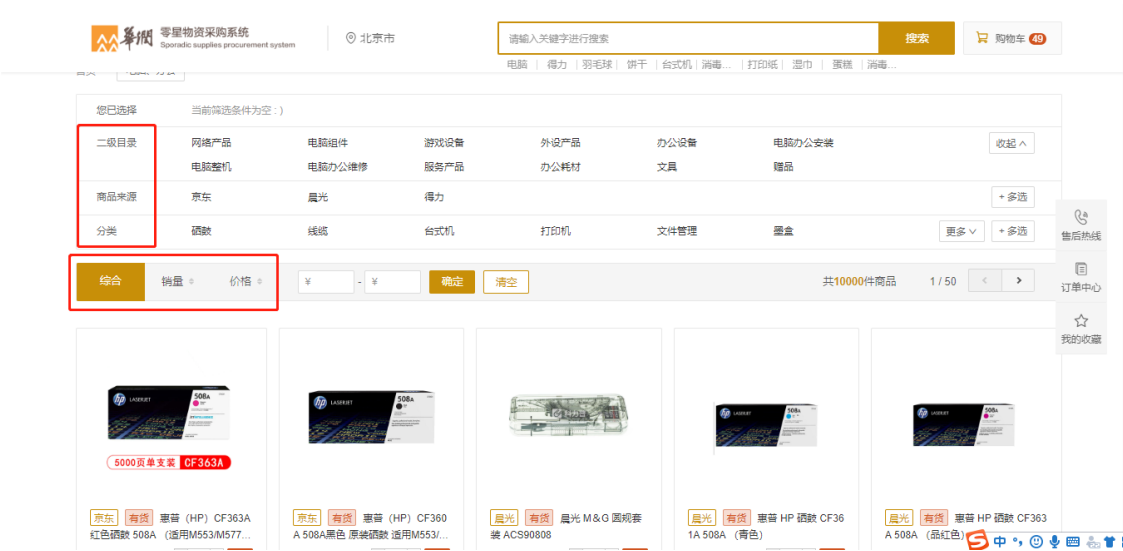 華潤 零星物资采购系统
Sporadic supplies procurement system
北京市
请输入关键字进行搜索 搜索
购物车 49
电脑 | 得力 | 羽毛球 | 饼干 | 台式机 | 消毒... | 打印纸 | 湿巾 | 蛋糕 | 消毒...
您已选择 当前筛选条件为空 : )
二级目录 网络产品 电脑组件 游戏设备 外设产品 办公设备 电脑办公安装 收起
电脑整机 电脑办公维修 服务产品 办公耗材 文具 赠品
商品来源 京东 晨光 得力 + 多选
分类 硒鼓 线缆 台式机 打印机 文件管理 墨盒 更多 + 多选
综合 销量 价格 ¥ - ¥ 确定 清空 共10000件商品 1 / 50 < >
售后热线
订单中心
我的收藏
hp LASERJET 508A
5000页单支装 CF363A
hp LASERJET 508A
hp LASERJET 508A
hp LASERJET 508A
京东 有货 惠普（HP）CF363A
红色硒鼓 508A （适用M553/M577...
京东 有货 惠普（HP）CF360
A 508A黑色 原装硒鼓 适用M553/...
晨光 有货 晨光 M&G 圆规套
装 ACS90808
晨光 有货 惠普 HP 硒鼓 CF36
1A 508A （青色）
晨光 有货 惠普 HP 硒鼓 CF363
A 508A （品红色）
S 中